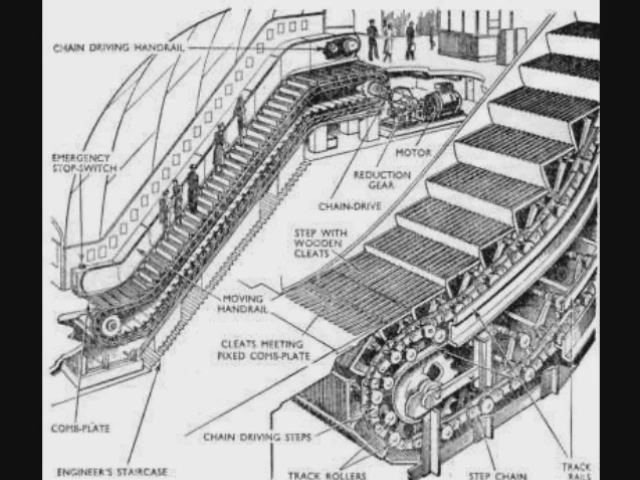 CHAIN DRIVING HANDRAIL
EMERGENCY
STOP-SWITCH
MOTOR
REDUCTION
GEAR
CHAIN-DRIVE
STEP WITH
WOODEN
CLEATS
MOVING
HANDRAIL
CLEATS MEETING
FIXED COMB-PLATE
COMB-PLATE
CHAIN DRIVING STEPS
ENGINEER'S STAIRCASE
TRACK ROLLERS
STEP CHAIN
TRACK
RAILS